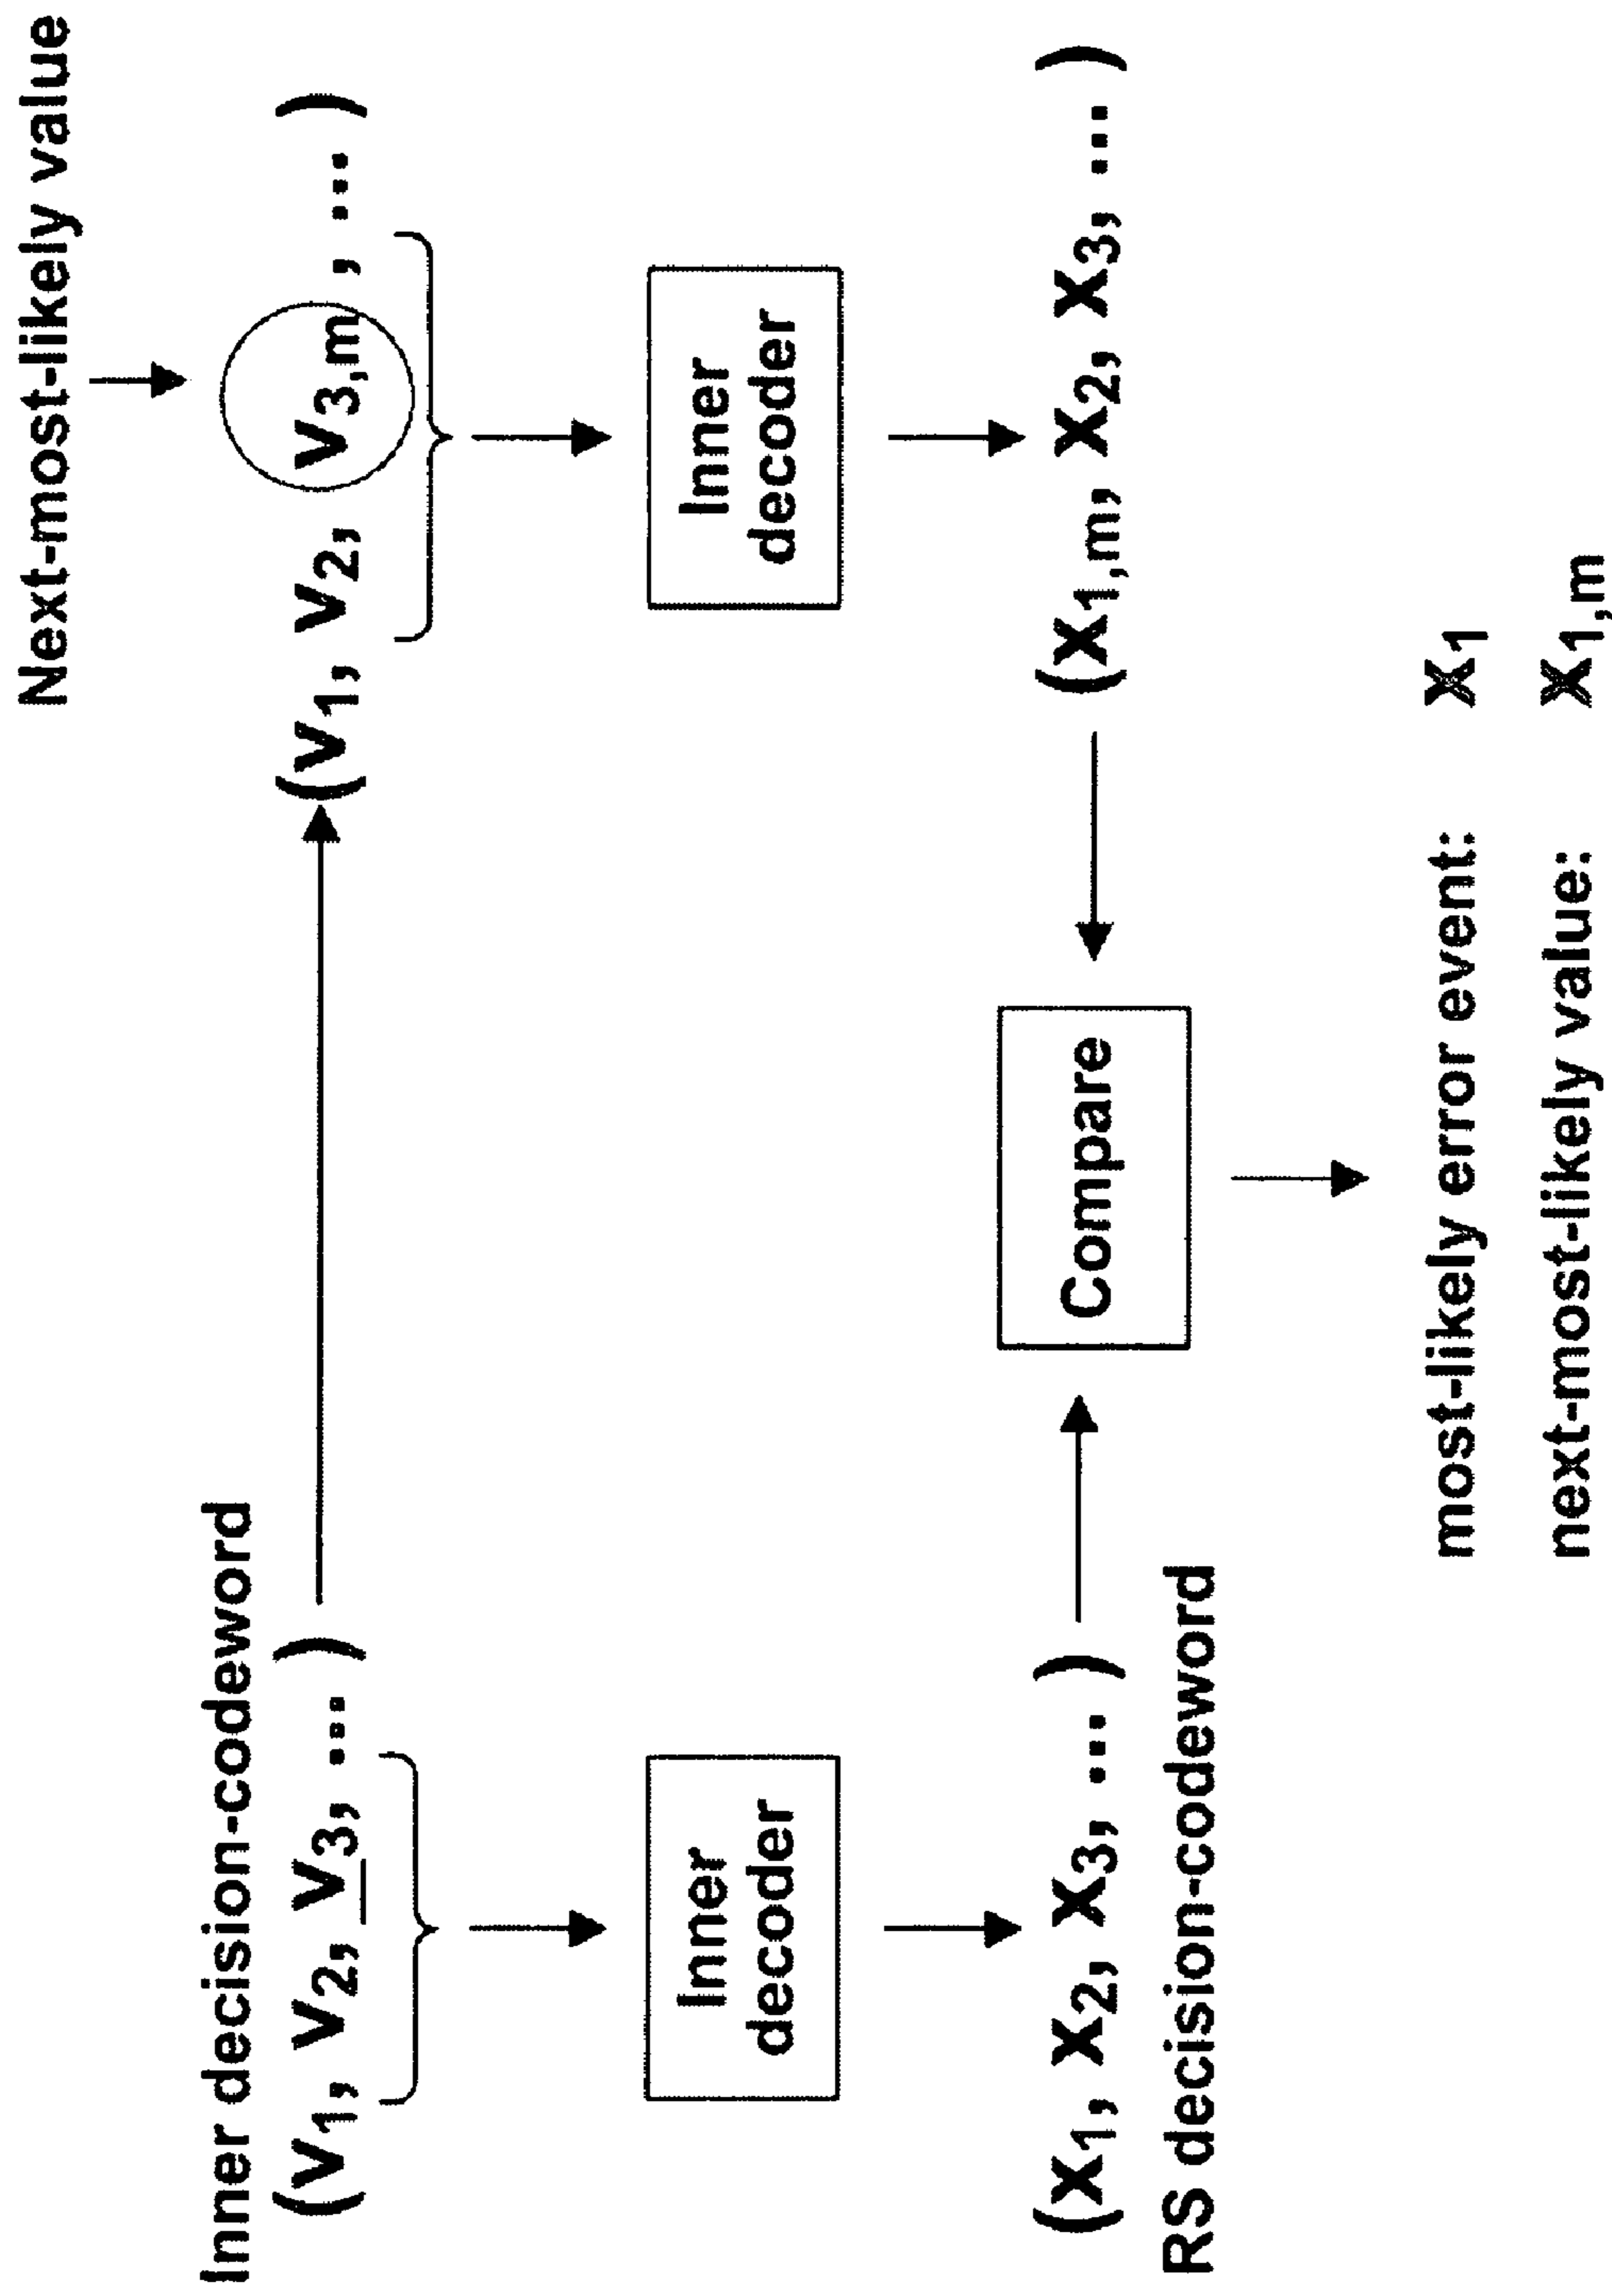 Next-most-likely value
Inner decision-codeword
(v1, v2, v3, ... )
(v1, v2, v3,m , ... )
Inner
decoder
Inner
decoder
(x1, x2, x3, ... )
Compare
(x1,m, x2, x3, ... )
RS decision-codeword
most-likely error event: x1
next-most-likely value: x1,m